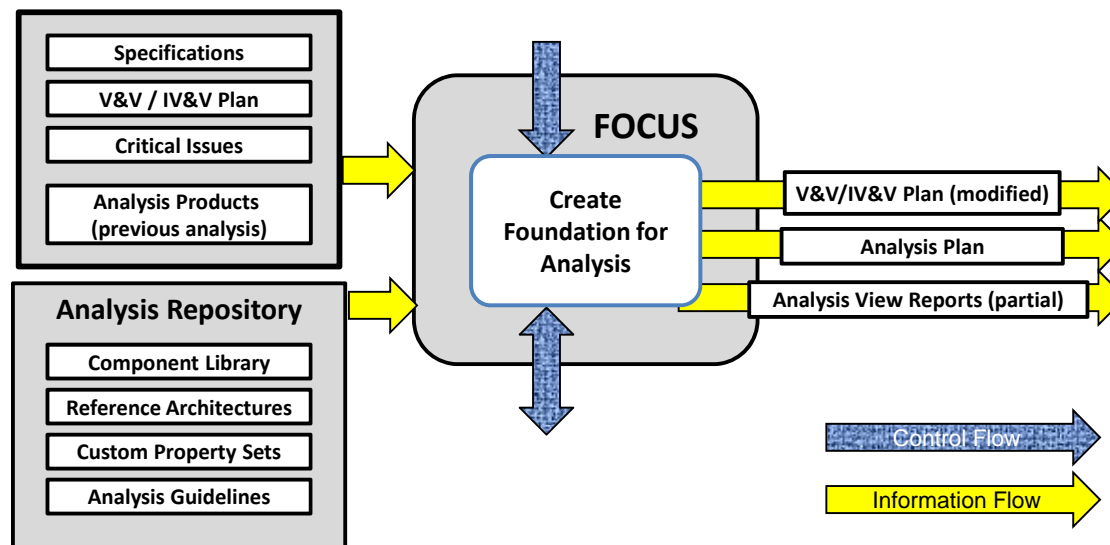 Specifications
V&V / IV&V Plan
Critical Issues
Analysis Products
(previous analysis)
Analysis Repository
Component Library
Reference Architectures
Custom Property Sets
Analysis Guidelines
FOCUS
Create
Foundation for
Analysis
V&V/IV&V Plan (modified)
Analysis Plan
Analysis View Reports (partial)
Control Flow
Information Flow